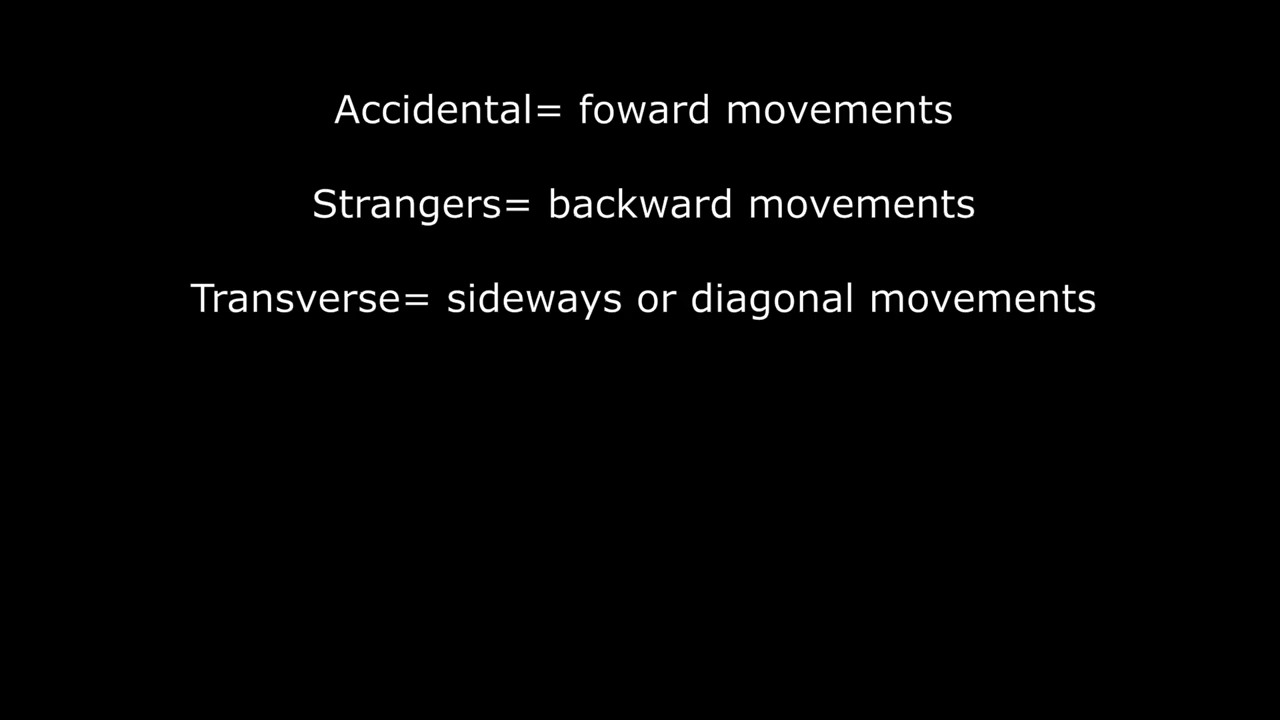 Accidental= foward movements
Strangers= backward movements
Transverse= sideways or diagonal movements